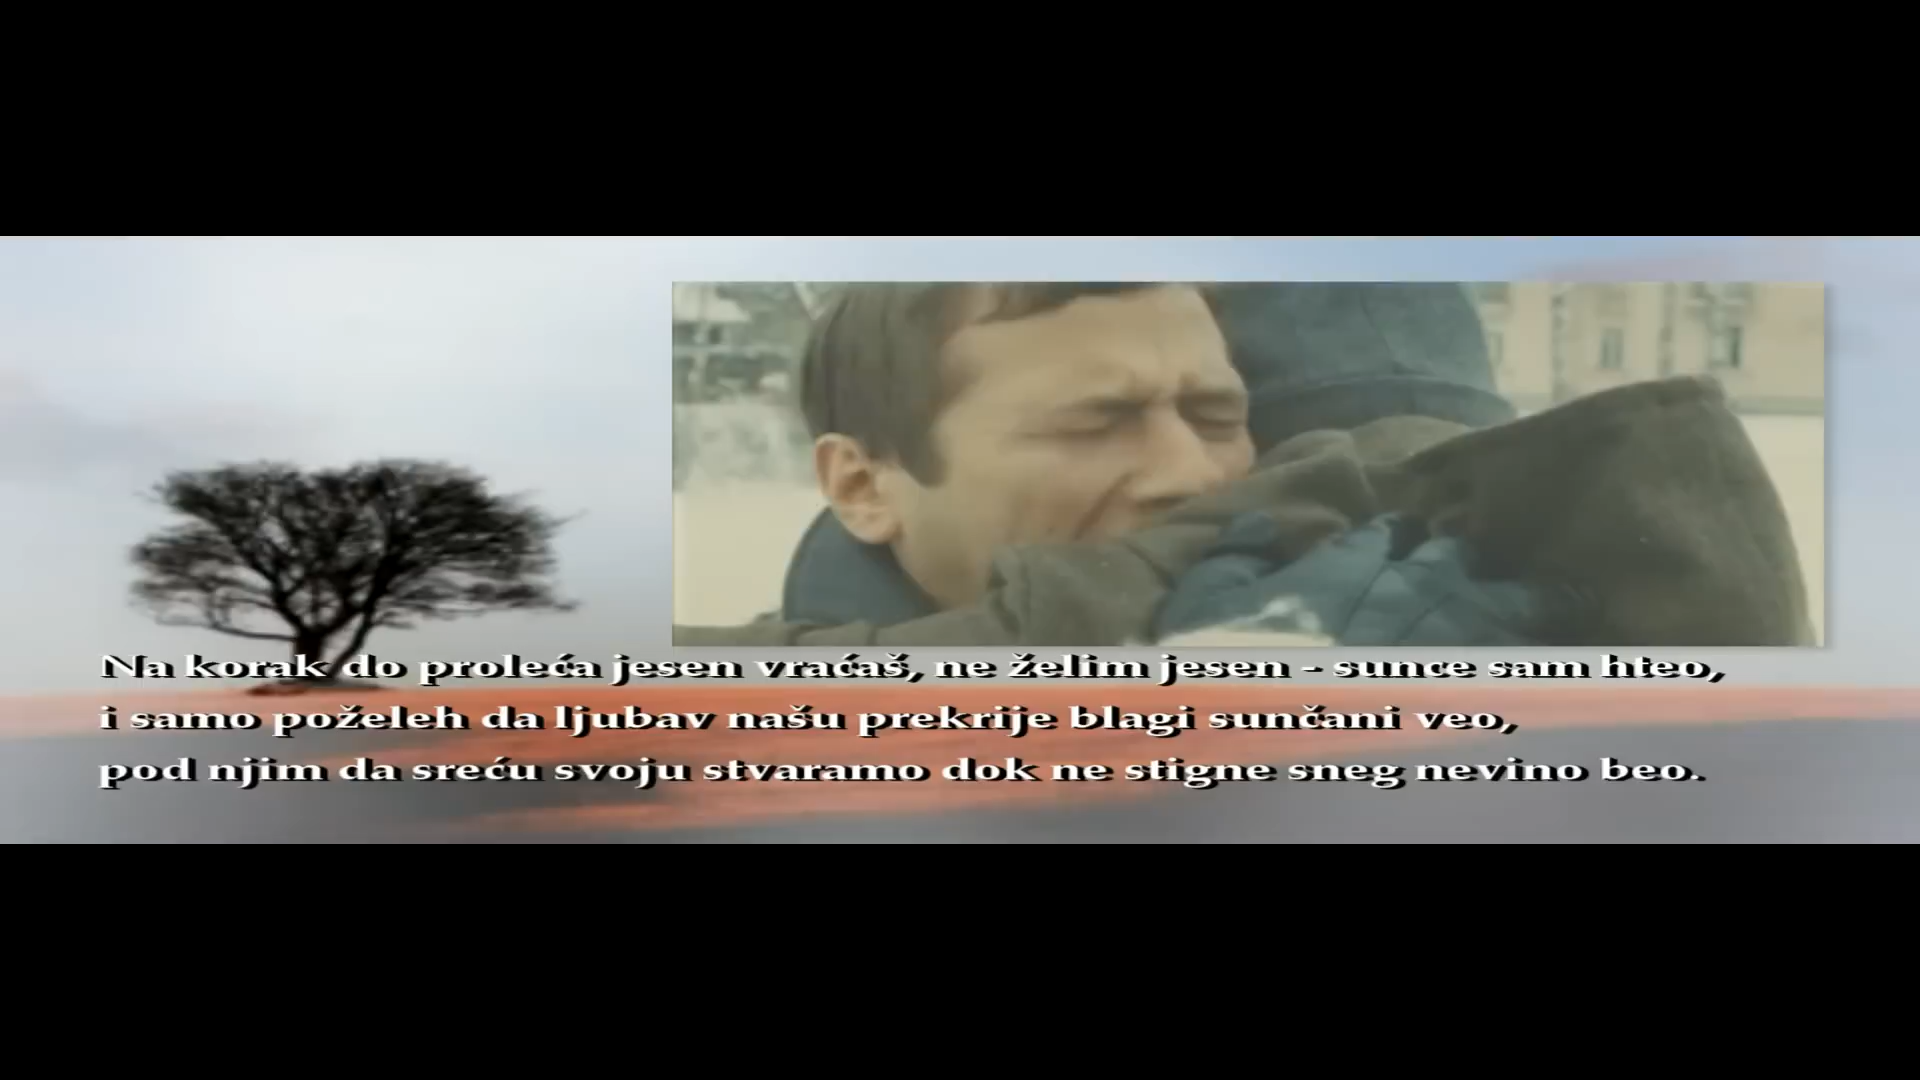 Na korak do proleća jesen vraćaš, ne želim jesen - sunce sam hteo,
i samo poželeh da ljubav našu prekrije blagi sunčani veo,
pod njim da sreću svoju stvaramo dok ne stigne sneg nevino beo.